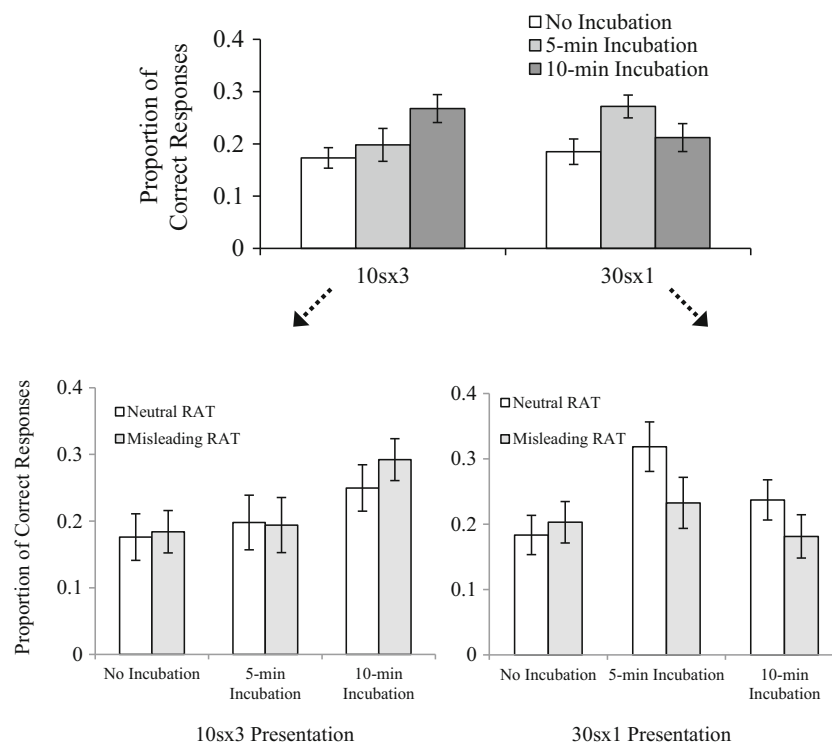 Proportion of
Correct Responses
0.4
0.3
0.2
0.1
0
No Incubation
5-min Incubation
10-min Incubation
10sx3
30sx1
Proportion of Correct Responses
0.4
0.3
0.2
0.1
0
Neutral RAT
Misleading RAT
No Incubation
5-min
Incubation
10-min
Incubation
10sx3 Presentation
0.4
0.3
0.2
0.1
0
Neutral RAT
Misleading RAT
No Incubation
5-min Incubation
10-min
Incubation
30sx1 Presentation